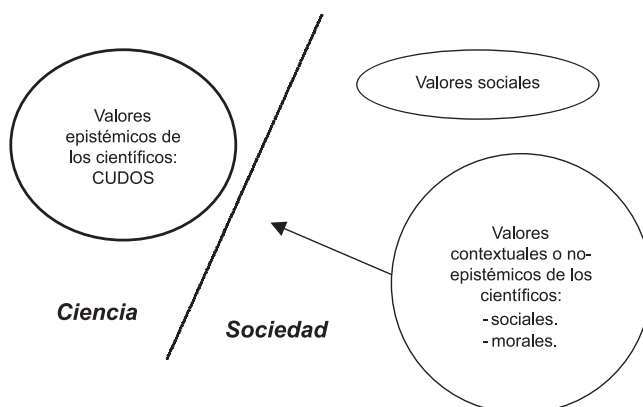 Valores
epistémicos de
los científicos:
CUDOS
Valores sociales
Valores
contextuales o no-
epistémicos de los
científicos:
- sociales.
- morales.
Ciencia
Sociedad